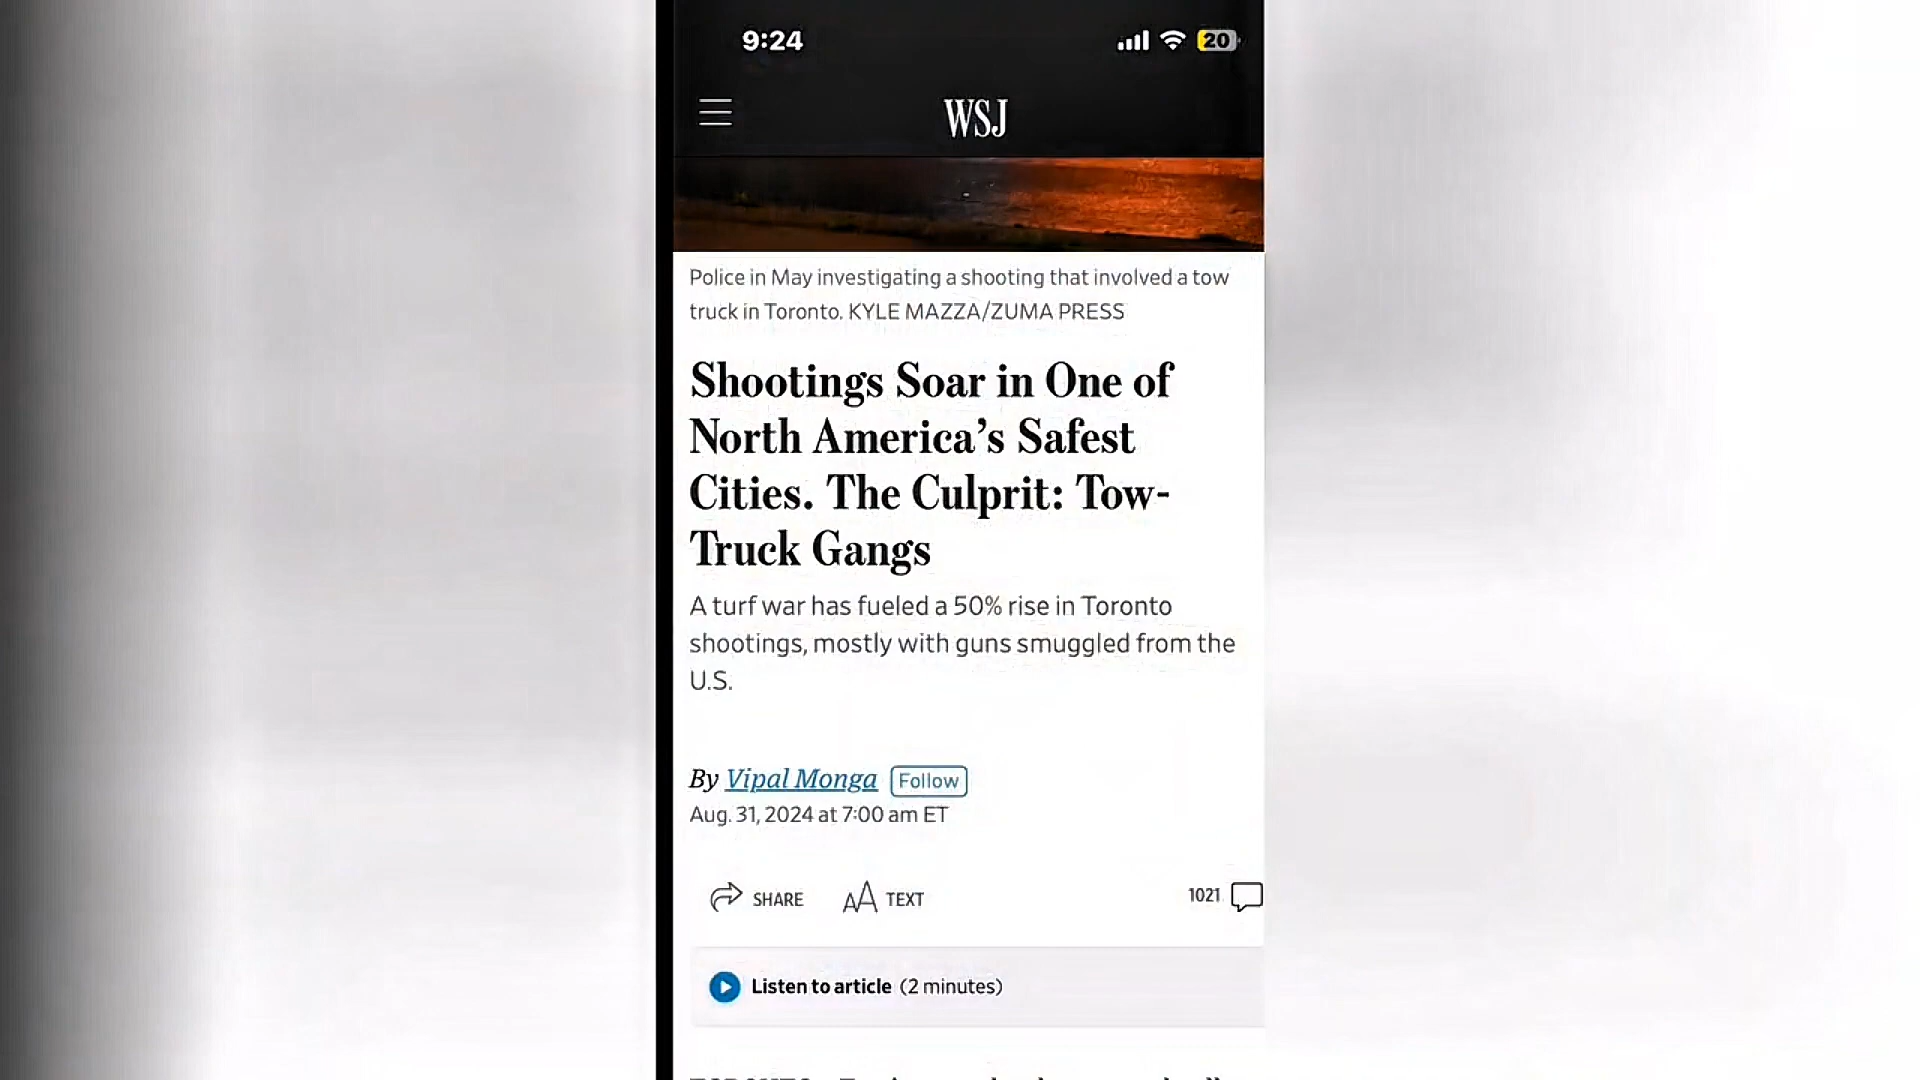 9:24
20
WSJ
Police in May investigating a shooting that involved a tow
truck in Toronto. KYLE MAZZA/ZUMA PRESS
Shootings Soar in One of
North America's Safest
Cities. The Culprit: Tow-
Truck Gangs
A turf war has fueled a 50% rise in Toronto
shootings, mostly with guns smuggled from the
U.S.
By Vipal Monga Follow
Aug. 31, 2024 at 7:00 am ET
SHARE AA TEXT 1021
Listen to article (2 minutes)